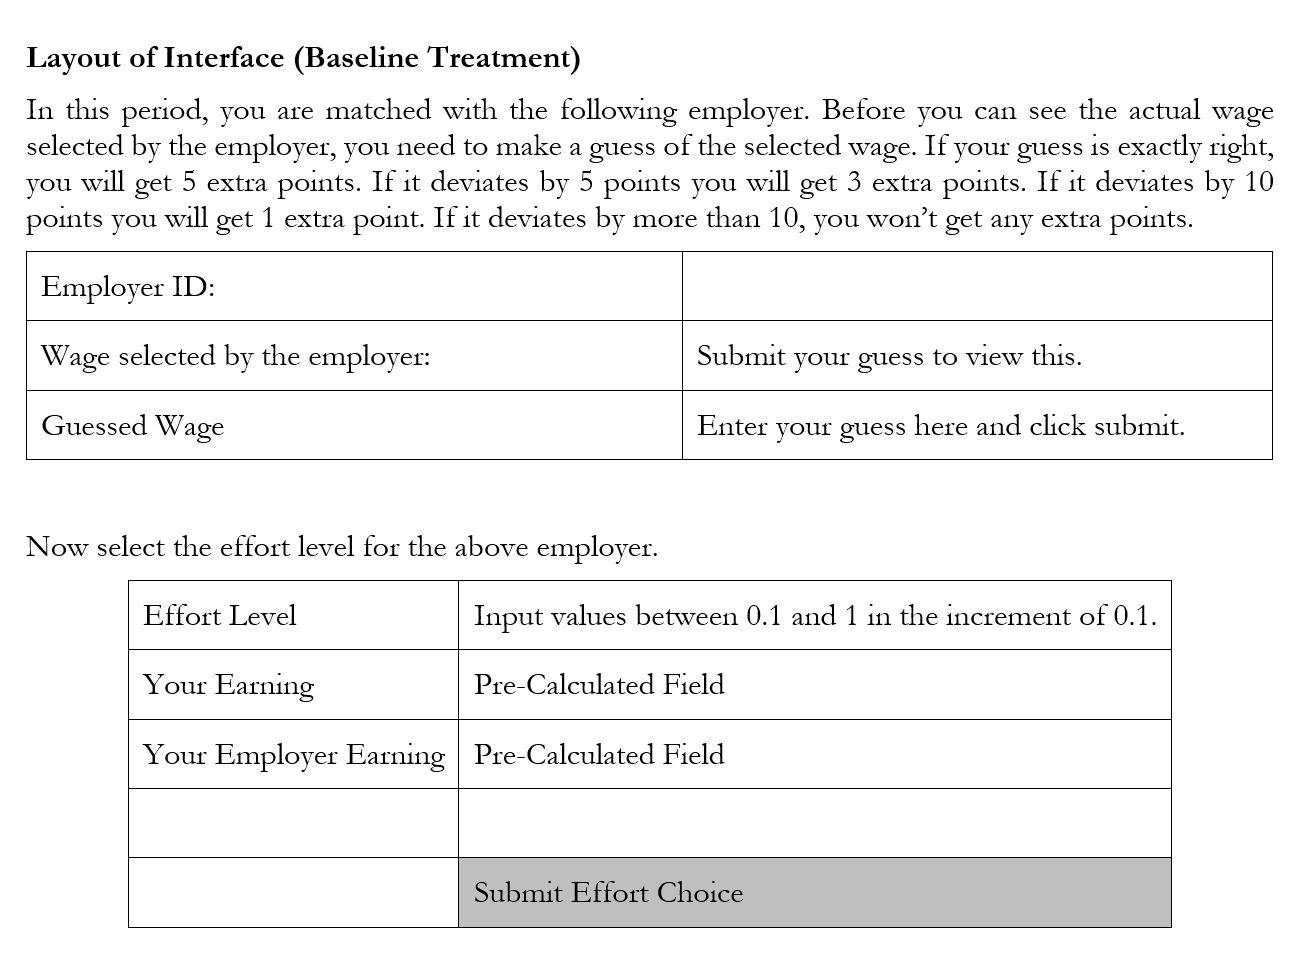 Layout of Interface (Baseline Treatment)
In this period, you are matched with the following employer. Before you can see the actual wage
selected by the employer, you need to make a guess of the selected wage. If your guess is exactly right,
you will get 5 extra points. If it deviates by 5 points you will get 3 extra points. If it deviates by 10
points you will get 1 extra point. If it deviates by more than 10, you won’t get any extra points.
Employer ID:
Wage selected by the employer: Submit your guess to view this.
Guessed Wage Enter your guess here and click submit.
Now select the effort level for the above employer.
Effort Level Input values between 0.1 and 1 in the increment of 0.1.
Your Earning Pre-Calculated Field
Your Employer Earning Pre-Calculated Field
Submit Effort Choice